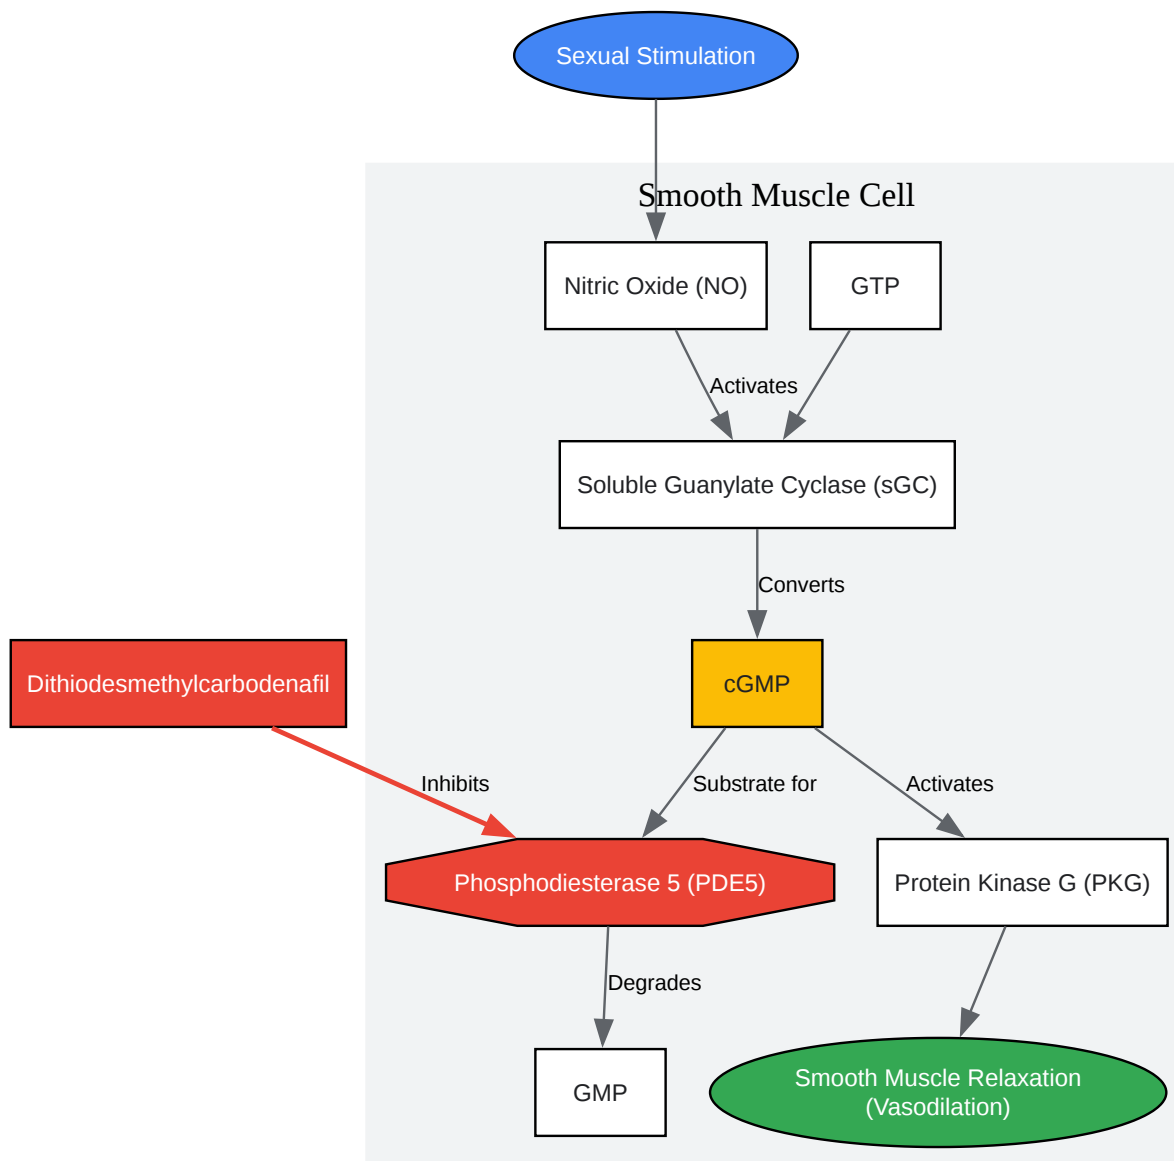 Sexual Stimulation
Smooth Muscle Cell
Nitric Oxide (NO)
GTP
Activates
Soluble Guanylate Cyclase (sGC)
Converts
Dithiodesmethylcarbodenafil
cGMP
Inhibits
Substrate for
Activates
Phosphodiesterase 5 (PDE5)
Protein Kinase G (PKG)
Degrades
GMP
Smooth Muscle Relaxation
(Vasodilation)